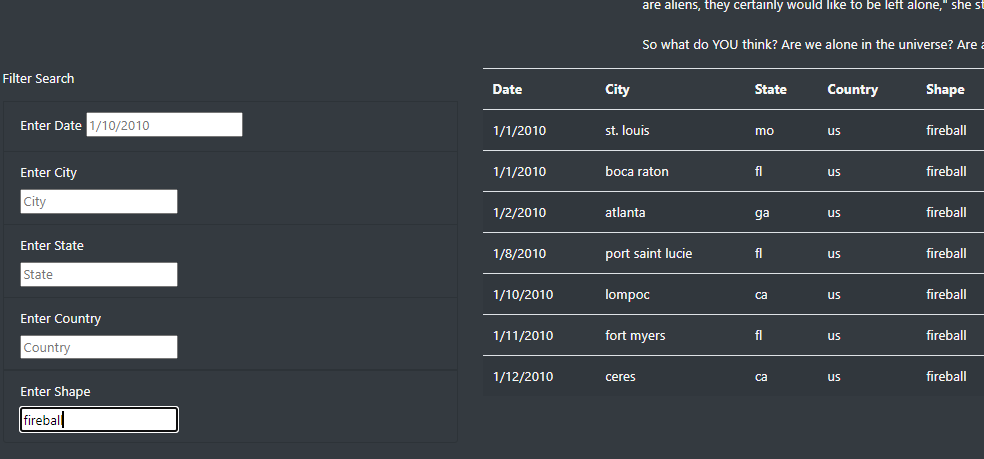 are aliens, they certainly would like to be left alone," she
So what do YOU think? Are we alone in the universe? Are
Filter Search
Enter Date 1/10/2010
Enter City
City
Enter State
State
Enter Country
Country
Enter Shape
fireball
Date City State Country Shape
1/1/2010 st. louis mo us fireball
1/1/2010 boca raton fl us fireball
1/2/2010 atlanta ga us fireball
1/8/2010 port saint lucie fl us fireball
1/10/2010 lompoc ca us fireball
1/11/2010 fort myers fl us fireball
1/12/2010 ceres ca us fireball